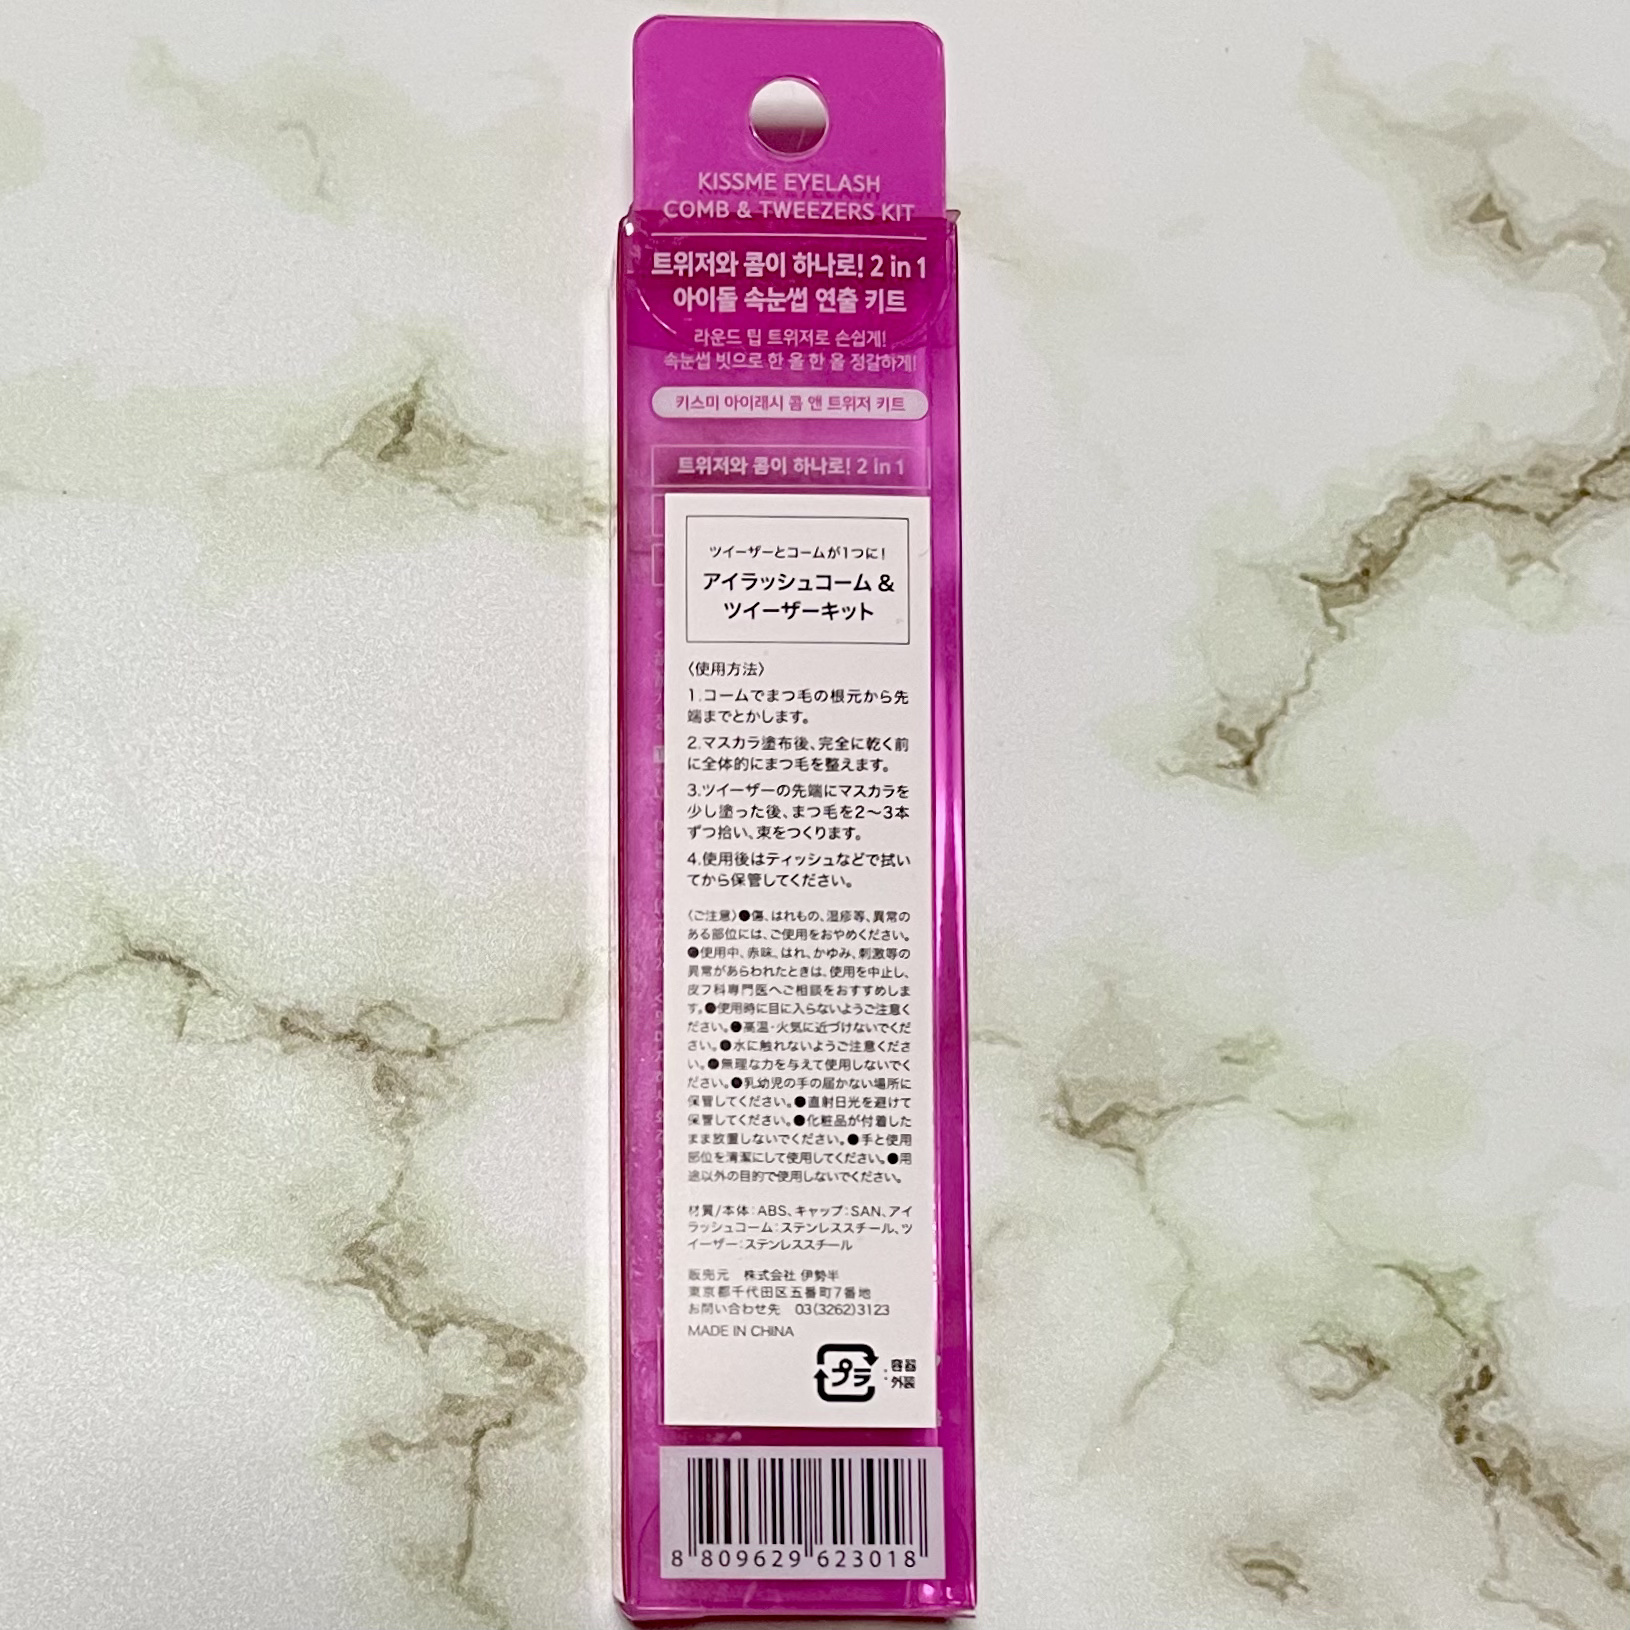 KISSME EYELASH
COMB & TWEEZERS KIT
트위저와 콤이 하나로! 2 in 1
아이돌 속눈썹 연출 키트
라운드 팁 트위저로 손쉽게!
속눈썹 빗으로 한 올 한 올 정갈하게!
키스미 아이래시 콤 앤 트위저 키트
트위저와 콤이 하나로! 2 in 1
ツイーザーとコームが1つに!
アイラッシュコーム &
ツイーザーキット
〈使用方法〉
1.コームでまつ毛の根元から先
端までとかします。
2.マスカラ塗布後、完全に乾く前
に全体的にまつ毛を整えます。
3.ツイーザーの先端にマスカラを
少し塗った後、まつ毛を2〜3本
ずつ拾い、束をつくります。
4.使用後はティッシュなどで拭い
てから保管してください。
〈ご注意〉●傷、はれもの、湿疹等、異常の
ある部位には、ご使用をおやめください。
●使用中、赤味、はれ、かゆみ、刺激等の
異常があらわれたときは、使用を中止し、
皮フ科専門医へご相談をおすすめしま
す。●使用時に目に入らないようご注意く
ださい。●高温・火気に近づけないでくだ
さい。●水に触れないようご注意くださ
い。●無理な力を与えて使用しないでく
ださい。●乳幼児の手の届かない場所に
保管してください。●直射日光を避けて
保管してください。●化粧品が付着した
まま放置しないでください。●手と使用
部位を清潔にして使用してください。●用
途以外の目的で使用しないでください。
材質/本体:ABS、キャップ:SAN、アイ
ラッシュコーム:ステンレススチール、ツ
イーザー:ステンレススチール
販売元 株式会社 伊勢半
東京都千代田区五番町7番地
お問い合わせ先 03(3262)3123
MADE IN CHINA
プラ : 容器
外装
8 809629 623018